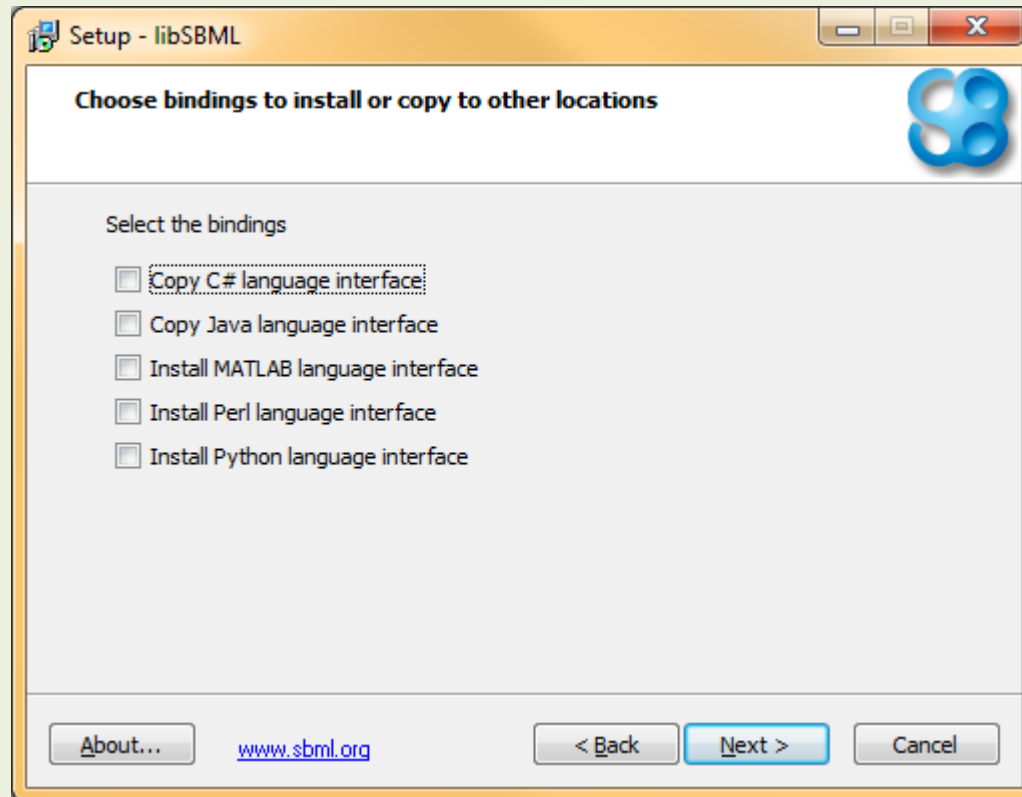 Setup - libSBML
Choose bindings to install or copy to other locations
Select the bindings
Copy C# language interface
Copy Java language interface
Install MATLAB language interface
Install Perl language interface
Install Python language interface
About... www.sbml.org < Back Next > Cancel